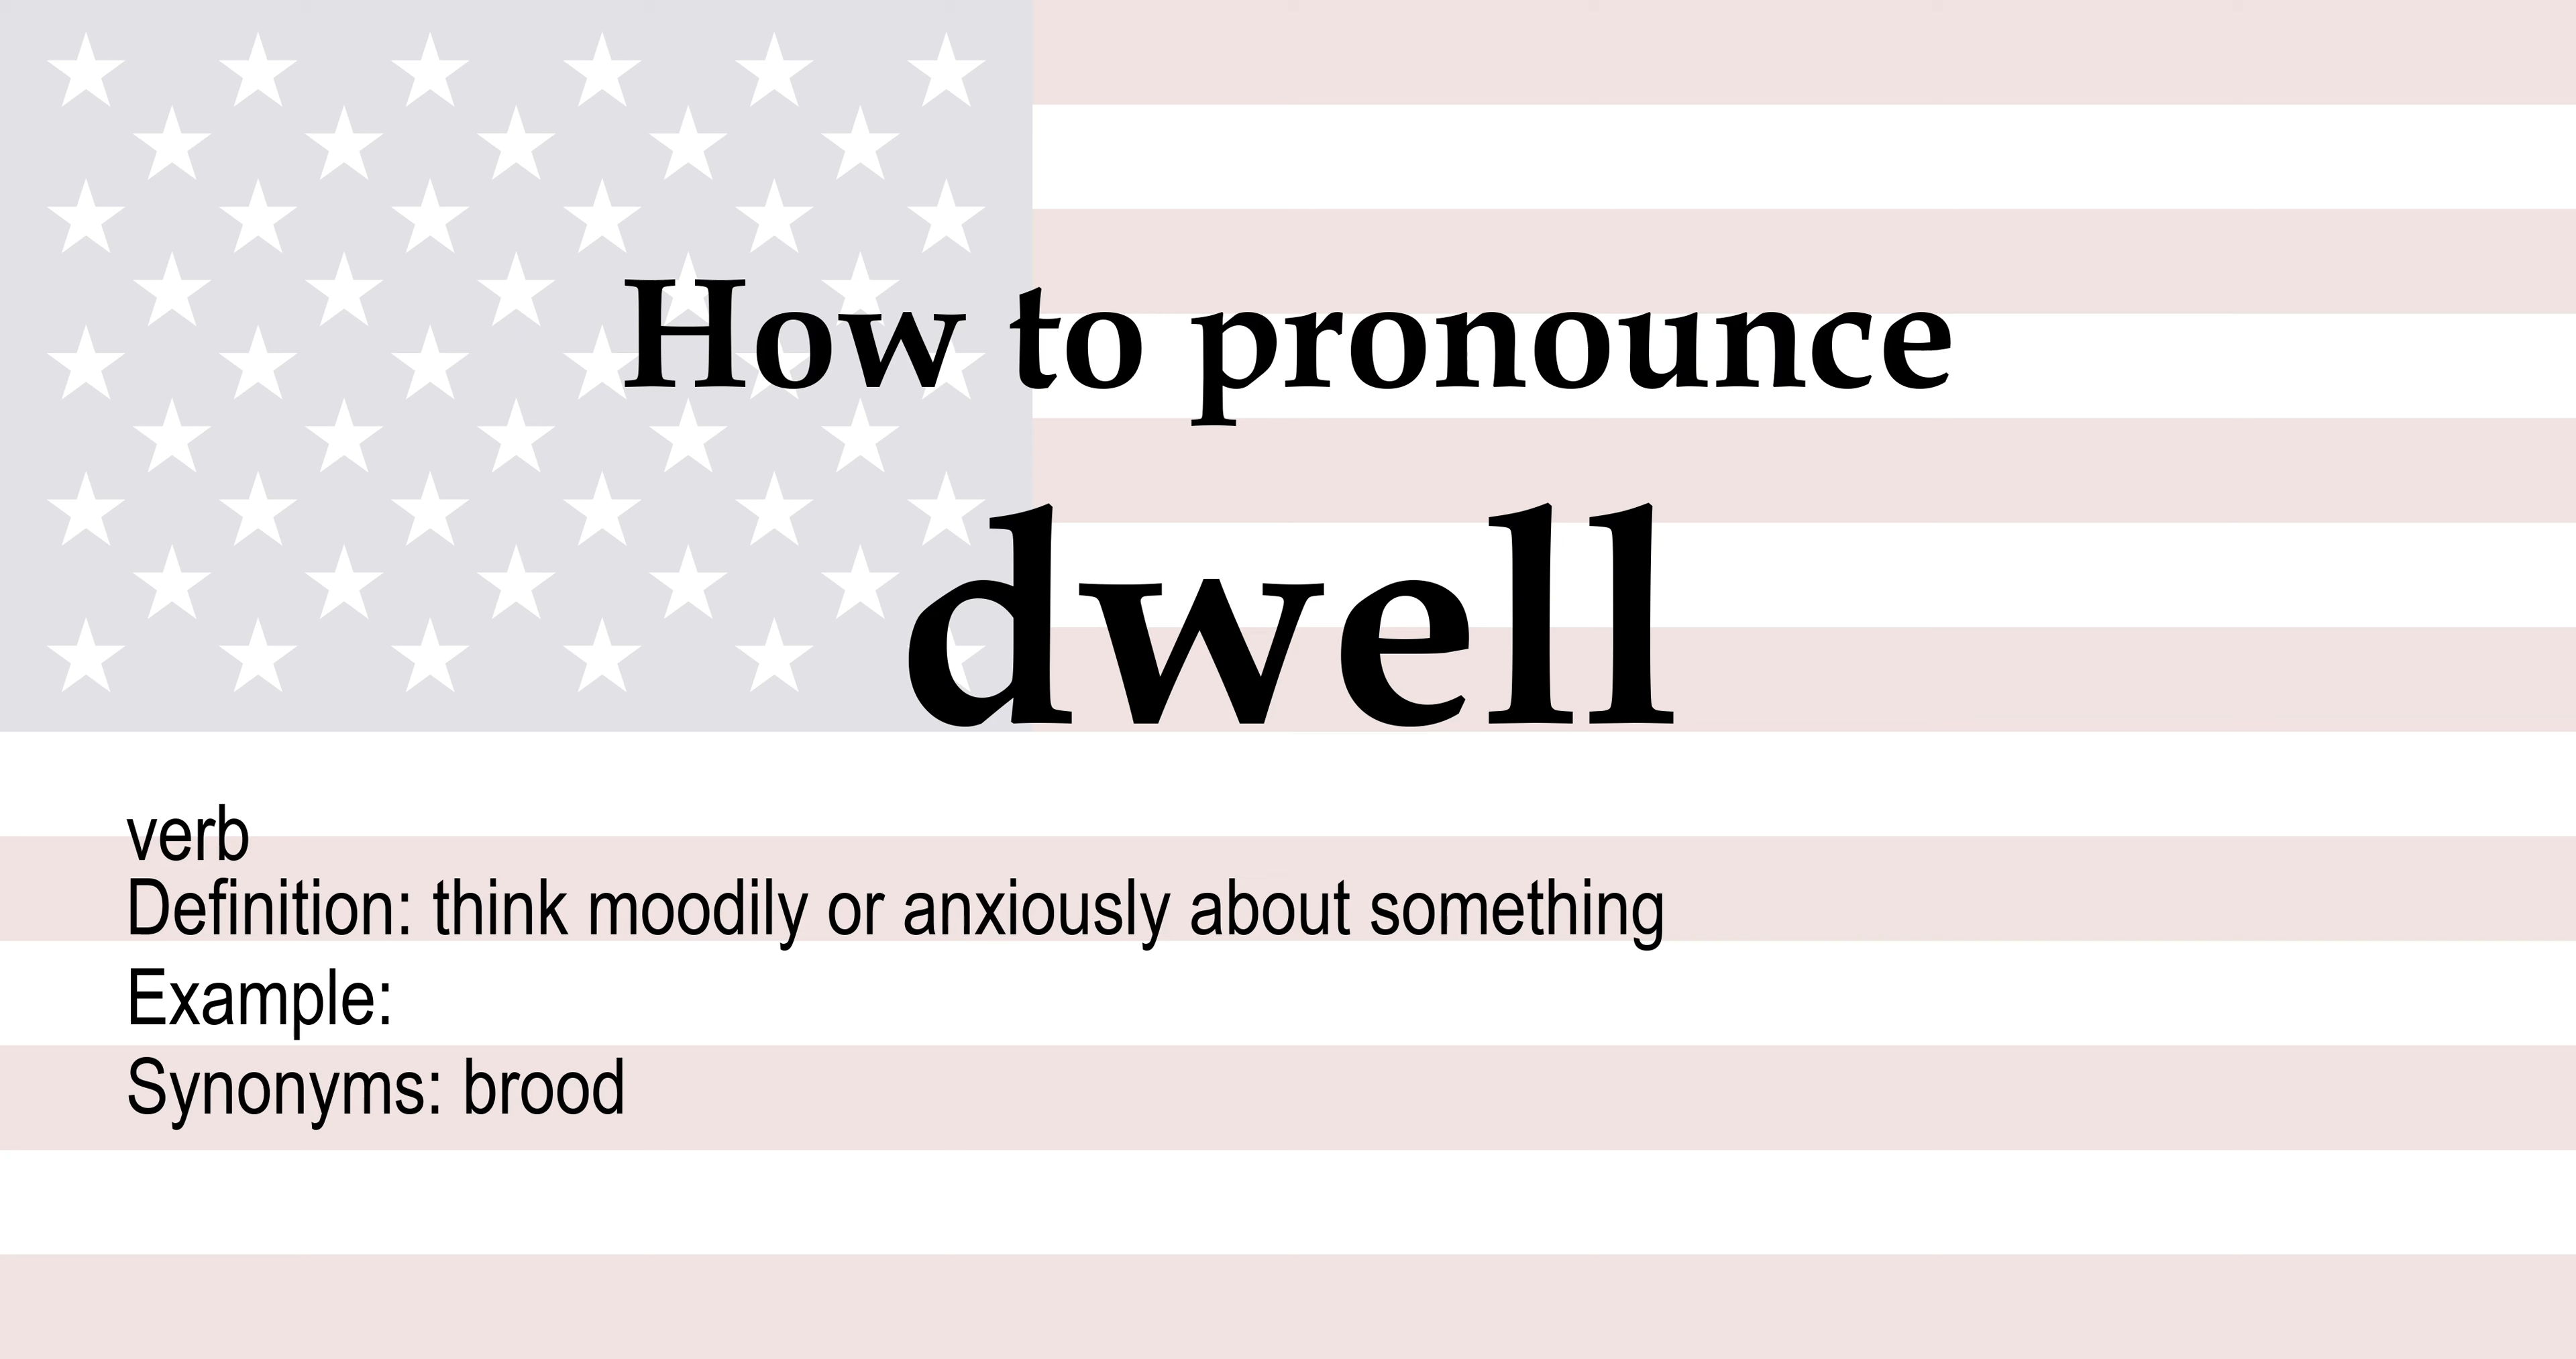 How to pronounce
dwell
verb
Definition: think moodily or anxiously about something
Example:
Synonyms: brood